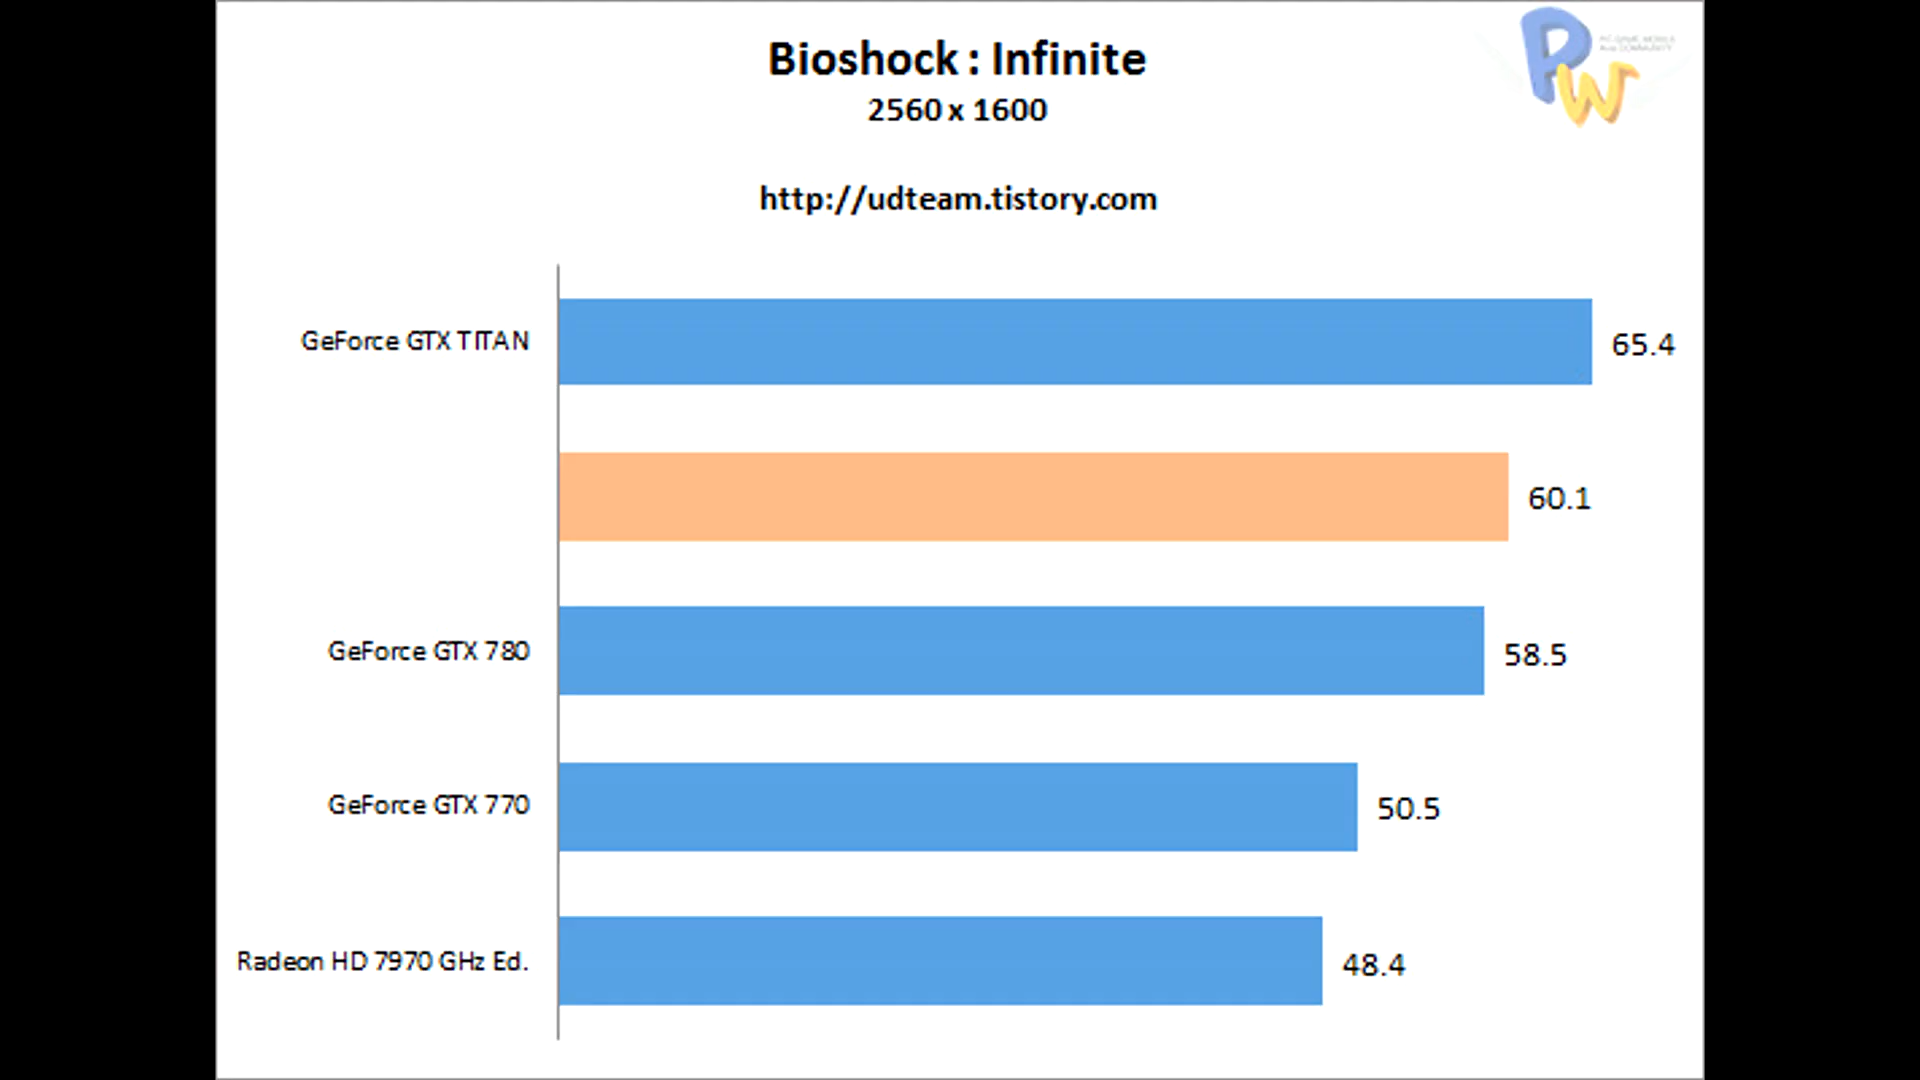 Bioshock : Infinite
2560 x 1600
PW
http://udteam.tistory.com
GeForce GTX TITAN
65.4
60.1
GeForce GTX 780
58.5
GeForce GTX 770
50.5
Radeon HD 7970 GHz Ed.
48.4